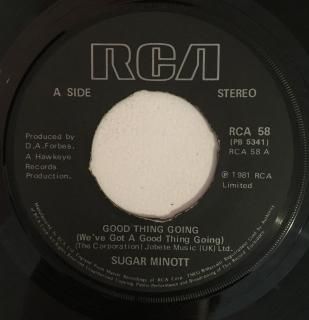 RCA
A SIDE
STEREO
Produced by
D.A.Forbes.
A Hawkeye
Records
Production.
RCA 58
(PB 5341)
RCA 58 A
℗ 1981 RCA
Limited
GOOD THING GOING
(We've Got A Good Thing Going)
(The Corporation) Jobete Music (UK) Ltd.
SUGAR MINOTT